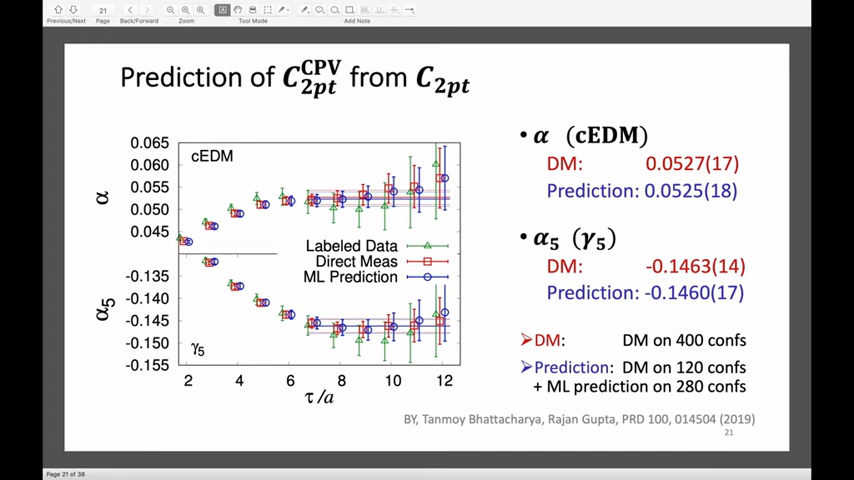 21
Previous/Next
Page
Back/Forward
Zoom
Tool Mode
Add Note
Prediction of C₂ₚₜ^CPV from C₂ₚₜ
0.065
0.060
0.055
0.050
0.045
α
cEDM
Labeled Data
Direct Meas
ML Prediction
-0.135
-0.140
-0.145
-0.150
-0.155
α₅
γ₅
2 4 6 8 10 12
τ/a
• α (cEDM)
DM: 0.0527(17)
Prediction: 0.0525(18)
• α₅ (γ₅)
DM: -0.1463(14)
Prediction: -0.1460(17)
➢DM: DM on 400 confs
➢Prediction: DM on 120 confs
+ ML prediction on 280 confs
BY, Tanmoy Bhattacharya, Rajan Gupta, PRD 100, 014504 (2019)
21
Page 21 of 38